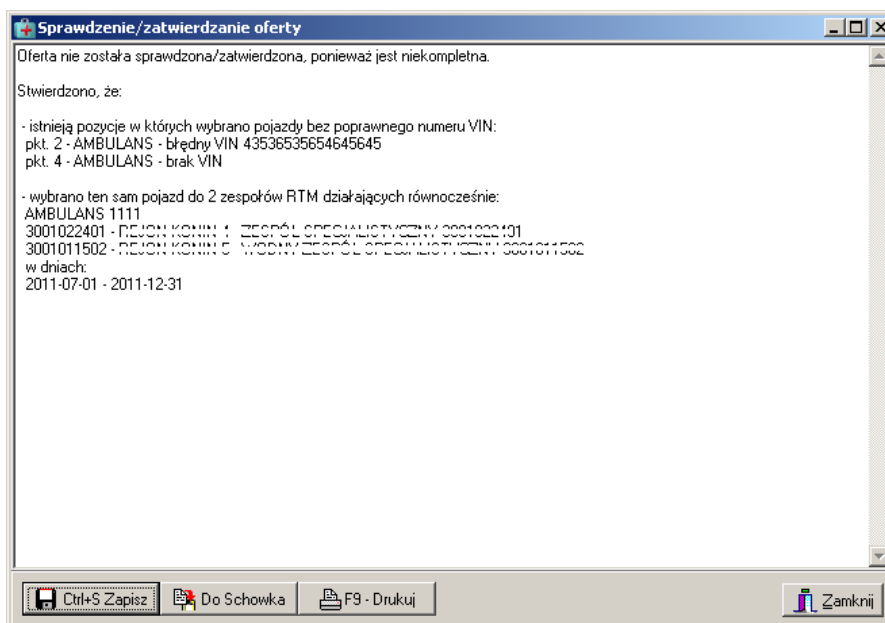 Sprawdzenie/zatwierdzanie oferty
Oferta nie została sprawdzona/zatwierdzona, ponieważ jest niekompletna.
Stwierdzono, że:
- istnieją pozycje w których wybrano pojazdy bez poprawnego numeru VIN:
pkt. 2 - AMBULANS - błędny VIN 43536535654645645
pkt. 4 - AMBULANS - brak VIN
- wybrano ten sam pojazd do 2 zespołów RTM działających równocześnie:
AMBULANS 1111
3001022401 -
3001011502 -
w dniach:
2011-07-01 - 2011-12-31
Ctrl+S Zapisz Do Schowka F9 - Drukuj Zamknij